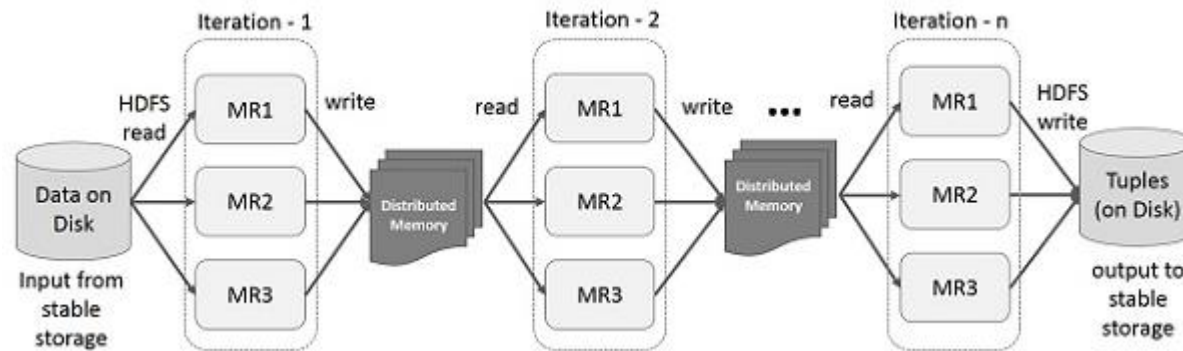 Iteration - 1
Iteration - 2
Iteration - n
HDFS
read
Data on
Disk
Input from
stable
storage
MR1
MR2
MR3
write
Distributed
Memory
read
MR1
MR2
MR3
write
...
Distributed
Memory
read
MR1
MR2
MR3
HDFS
write
Tuples
(on Disk)
output to
stable
storage